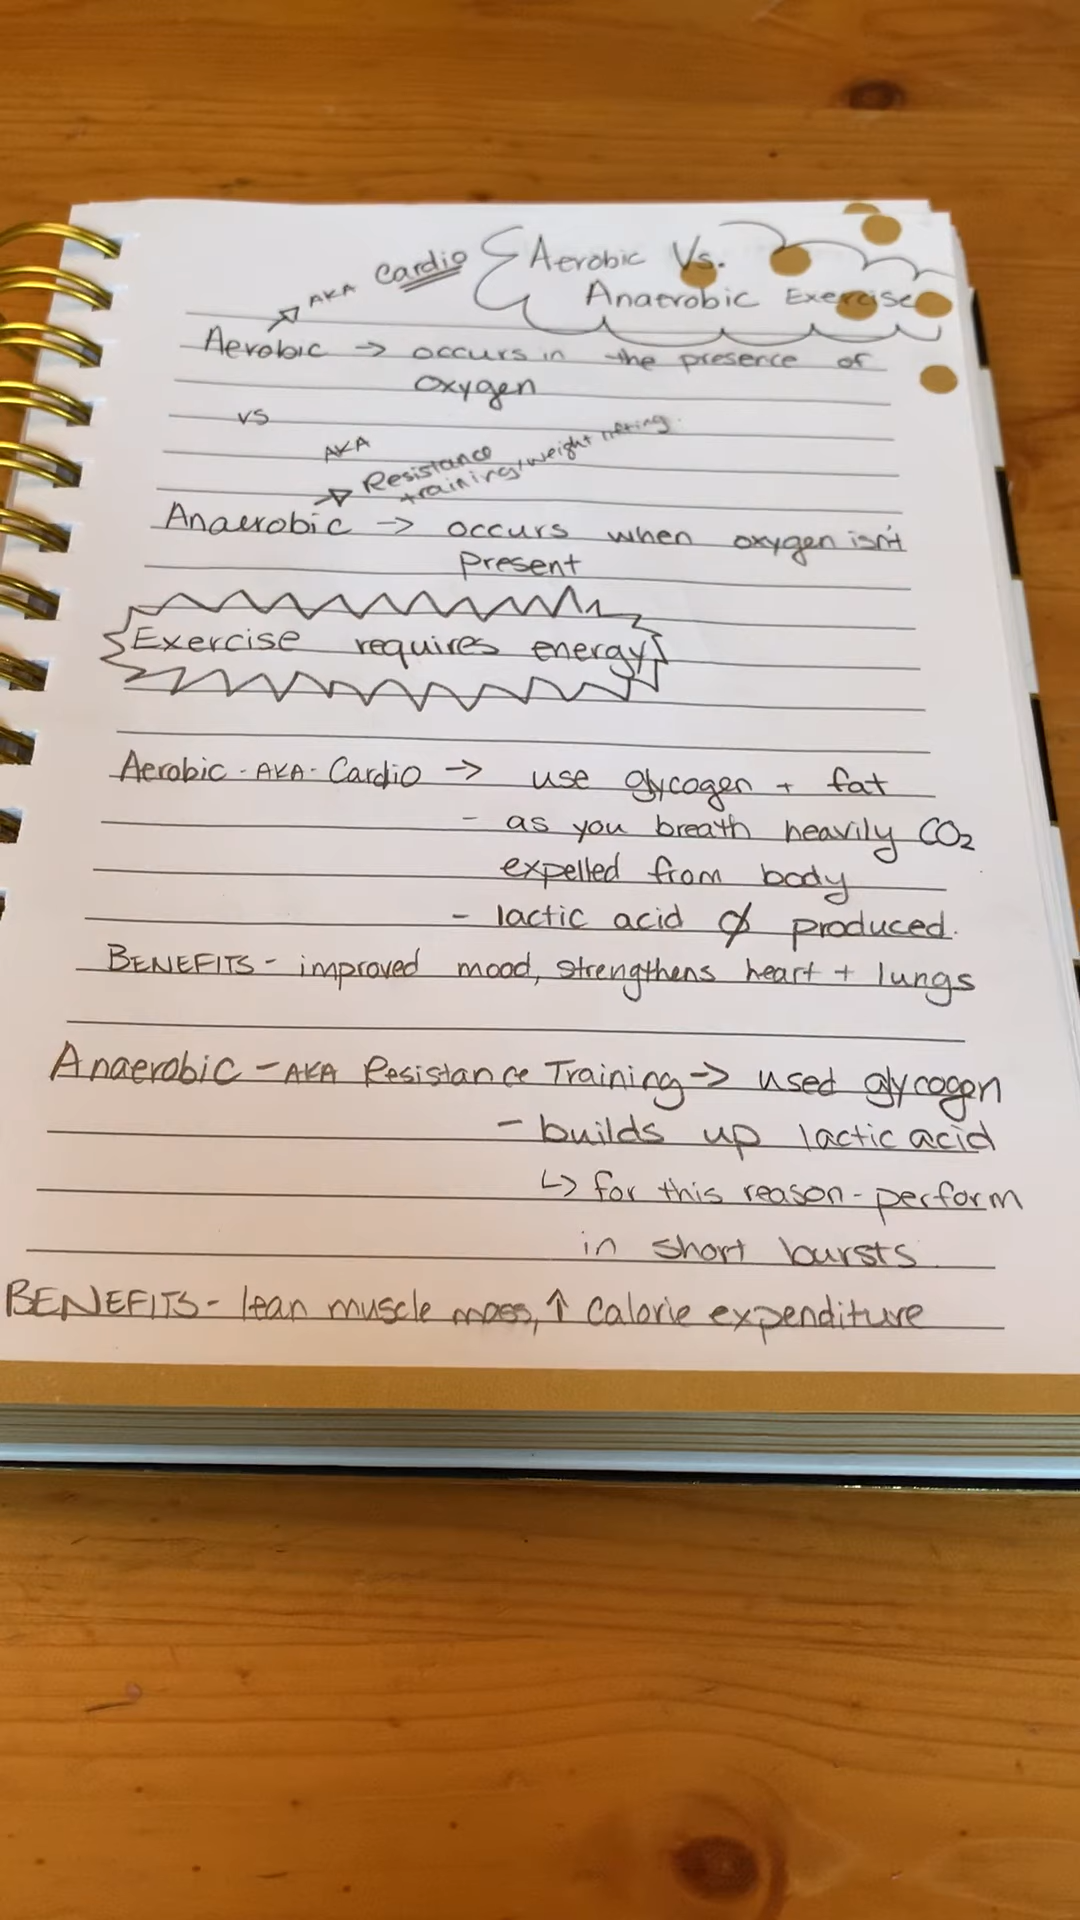 Aerobic Vs.
Anaerobic Exercise
AKA Cardio
Aerobic → occurs in the presence of
oxygen
vs
AKA
Resistance
training/weight lifting
Anaerobic → occurs when oxygen isn't
present
Exercise requires energy
Aerobic - AKA - Cardio → use glycogen + fat
- as you breath heavily CO2
expelled from body
- lactic acid ∅ produced.
BENEFITS - improved mood, strengthens heart + lungs
Anaerobic - AKA Resistance Training → used glycogen
- builds up lactic acid
↳ for this reason - perform
in short bursts
BENEFITS - lean muscle mass, ↑ calorie expenditure